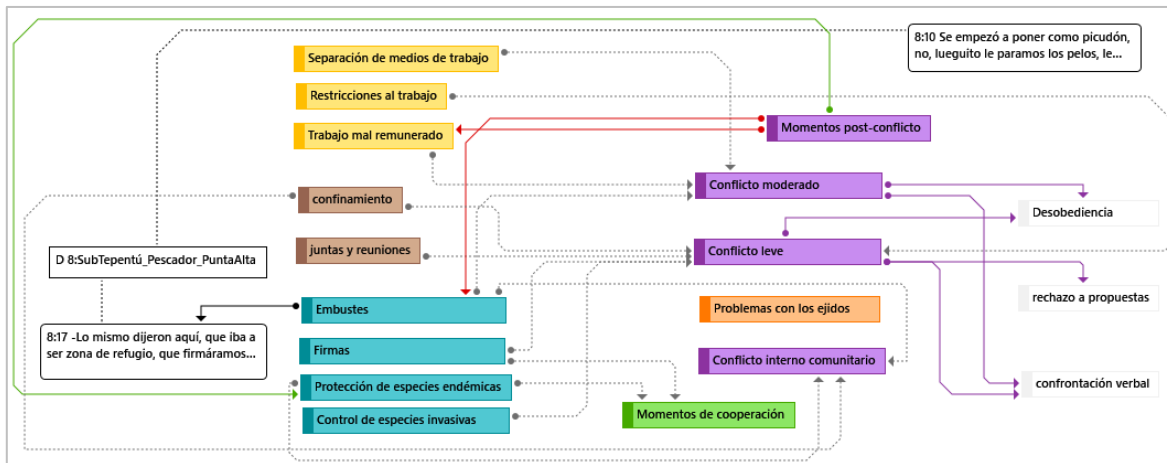 8:10 Se empezó a poner como picudón,
no, lueguito le paramos los pelos, le...
Separación de medios de trabajo
Restricciones al trabajo
Trabajo mal remunerado
Momentos post-conflicto
confinamiento
Conflicto moderado
Desobediencia
juntas y reuniones
Conflicto leve
D 8:SubTepentú_Pescador_PuntaAlta
rechazo a propuestas
Embustes
Problemas con los ejidos
8:17 -Lo mismo dijeron aquí, que iba a
ser zona de refugio, que firmáramos...
Firmas
Conflicto interno comunitario
Protección de especies endémicas
confrontación verbal
Control de especies invasivas
Momentos de cooperación